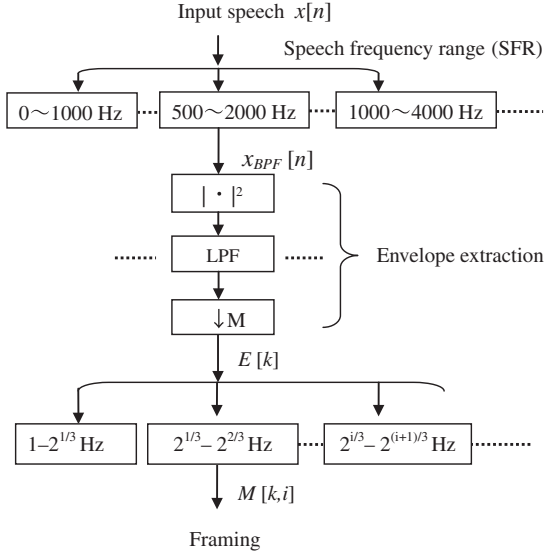 Input speech x[n]
Speech frequency range (SFR)
0～1000 Hz 500～2000 Hz 1000～4000 Hz
x_BPF [n]
| · |²
LPF
Envelope extraction
↓M
E [k]
1–2^{1/3} Hz 2^{1/3}– 2^{2/3} Hz 2^{i/3}– 2^{(i+1)/3} Hz
M [k,i]
Framing